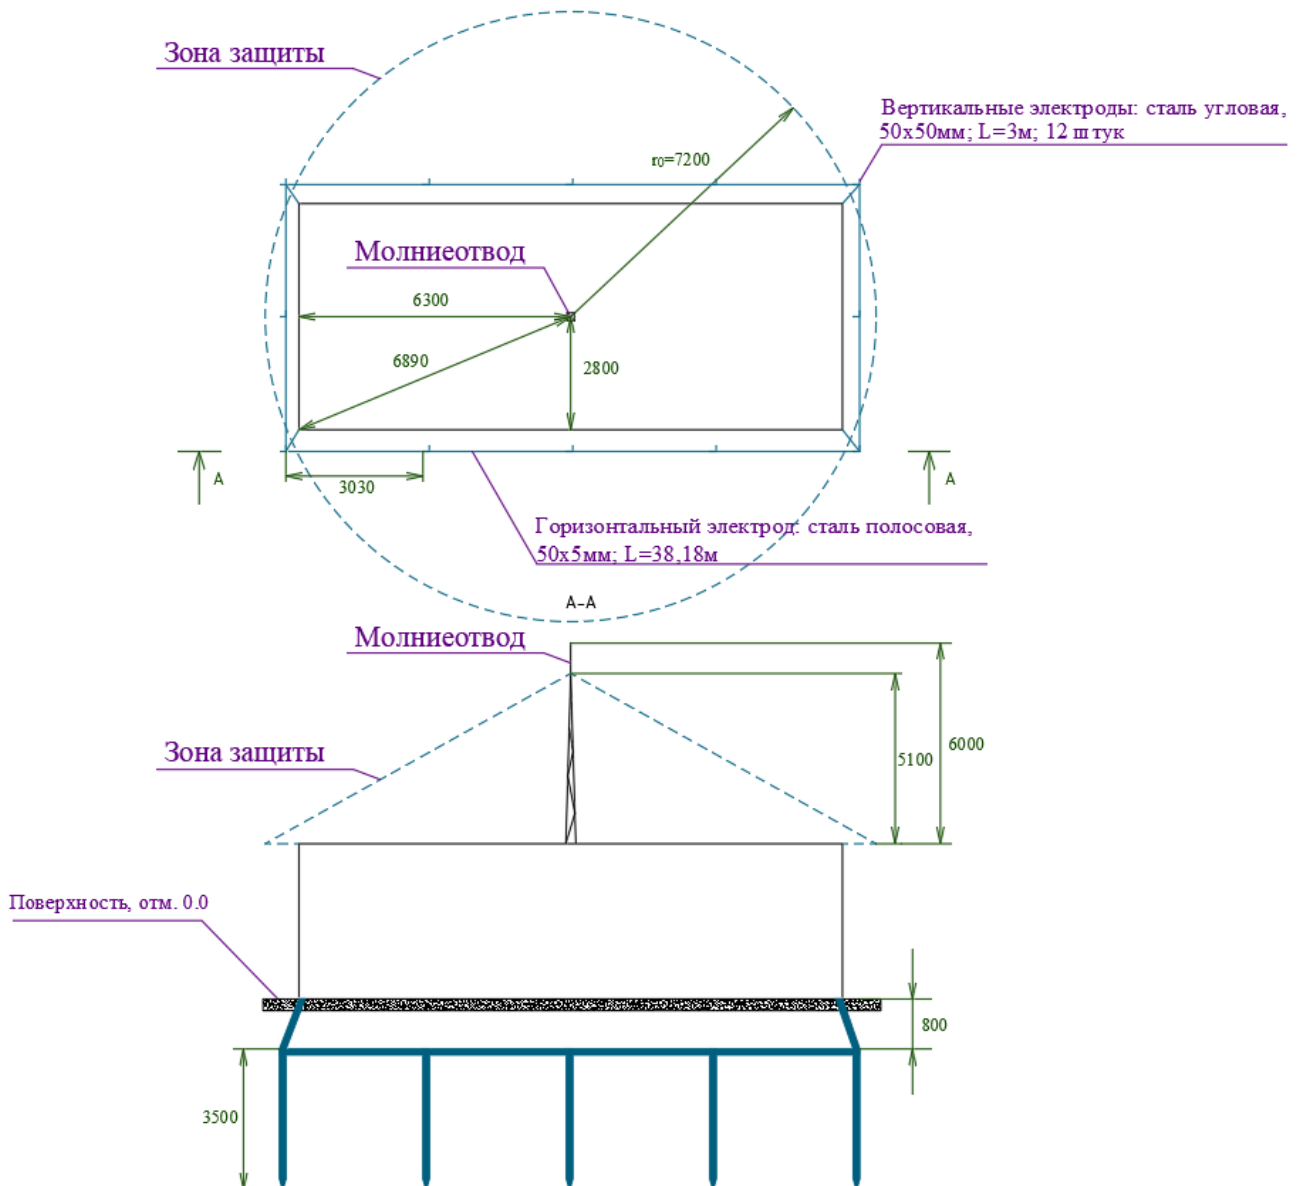 Зона защиты
Вертикальные электроды: сталь угловая,
50х50мм; L=3м; 12 штук
r0=7200
Молниеотвод
6300
6890
2800
A
A
3030
Горизонтальный электрод: сталь полосовая,
50х5мм; L=38,18м
A-A
Молниеотвод
6000
Зона защиты
5100
Поверхность, отм. 0.0
800
3500